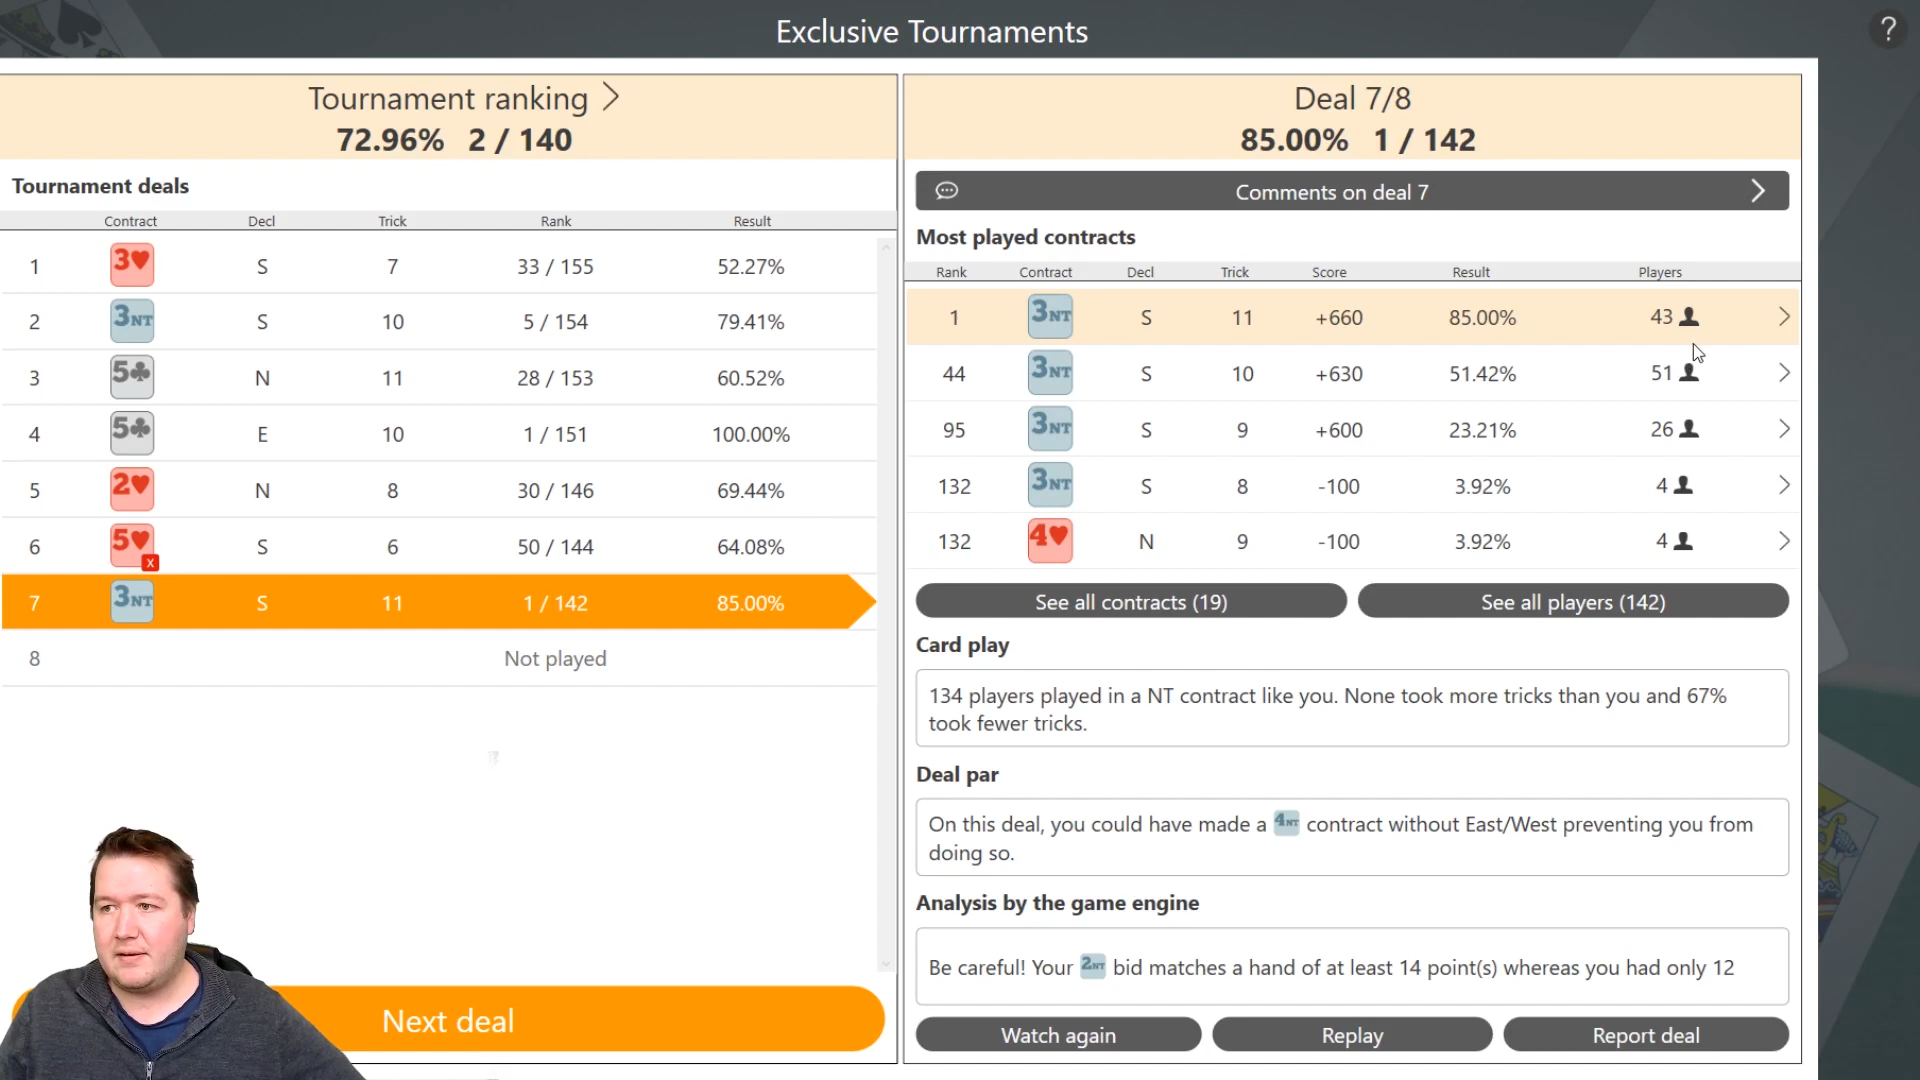 Exclusive Tournaments
?
Tournament ranking >
72.96% 2 / 140
Tournament deals
Contract Decl Trick Rank Result
1 3♥ S 7 33 / 155 52.27%
2 3NT S 10 5 / 154 79.41%
3 5♣ N 11 28 / 153 60.52%
4 5♣ E 10 1 / 151 100.00%
5 2♥ N 8 30 / 146 69.44%
6 5♥ X S 6 50 / 144 64.08%
7 3NT S 11 1 / 142 85.00%
8 Not played
Next deal
Deal 7/8
85.00% 1 / 142
Comments on deal 7
Most played contracts
Rank Contract Decl Trick Score Result Players
1 3NT S 11 +660 85.00% 43
44 3NT S 10 +630 51.42% 51
95 3NT S 9 +600 23.21% 26
132 3NT S 8 -100 3.92% 4
132 4♥ N 9 -100 3.92% 4
See all contracts (19) See all players (142)
Card play
134 players played in a NT contract like you. None took more tricks than you and 67%
took fewer tricks.
Deal par
On this deal, you could have made a 4NT contract without East/West preventing you from
doing so.
Analysis by the game engine
Be careful! Your 2NT bid matches a hand of at least 14 point(s) whereas you had only 12
Watch again Replay Report deal